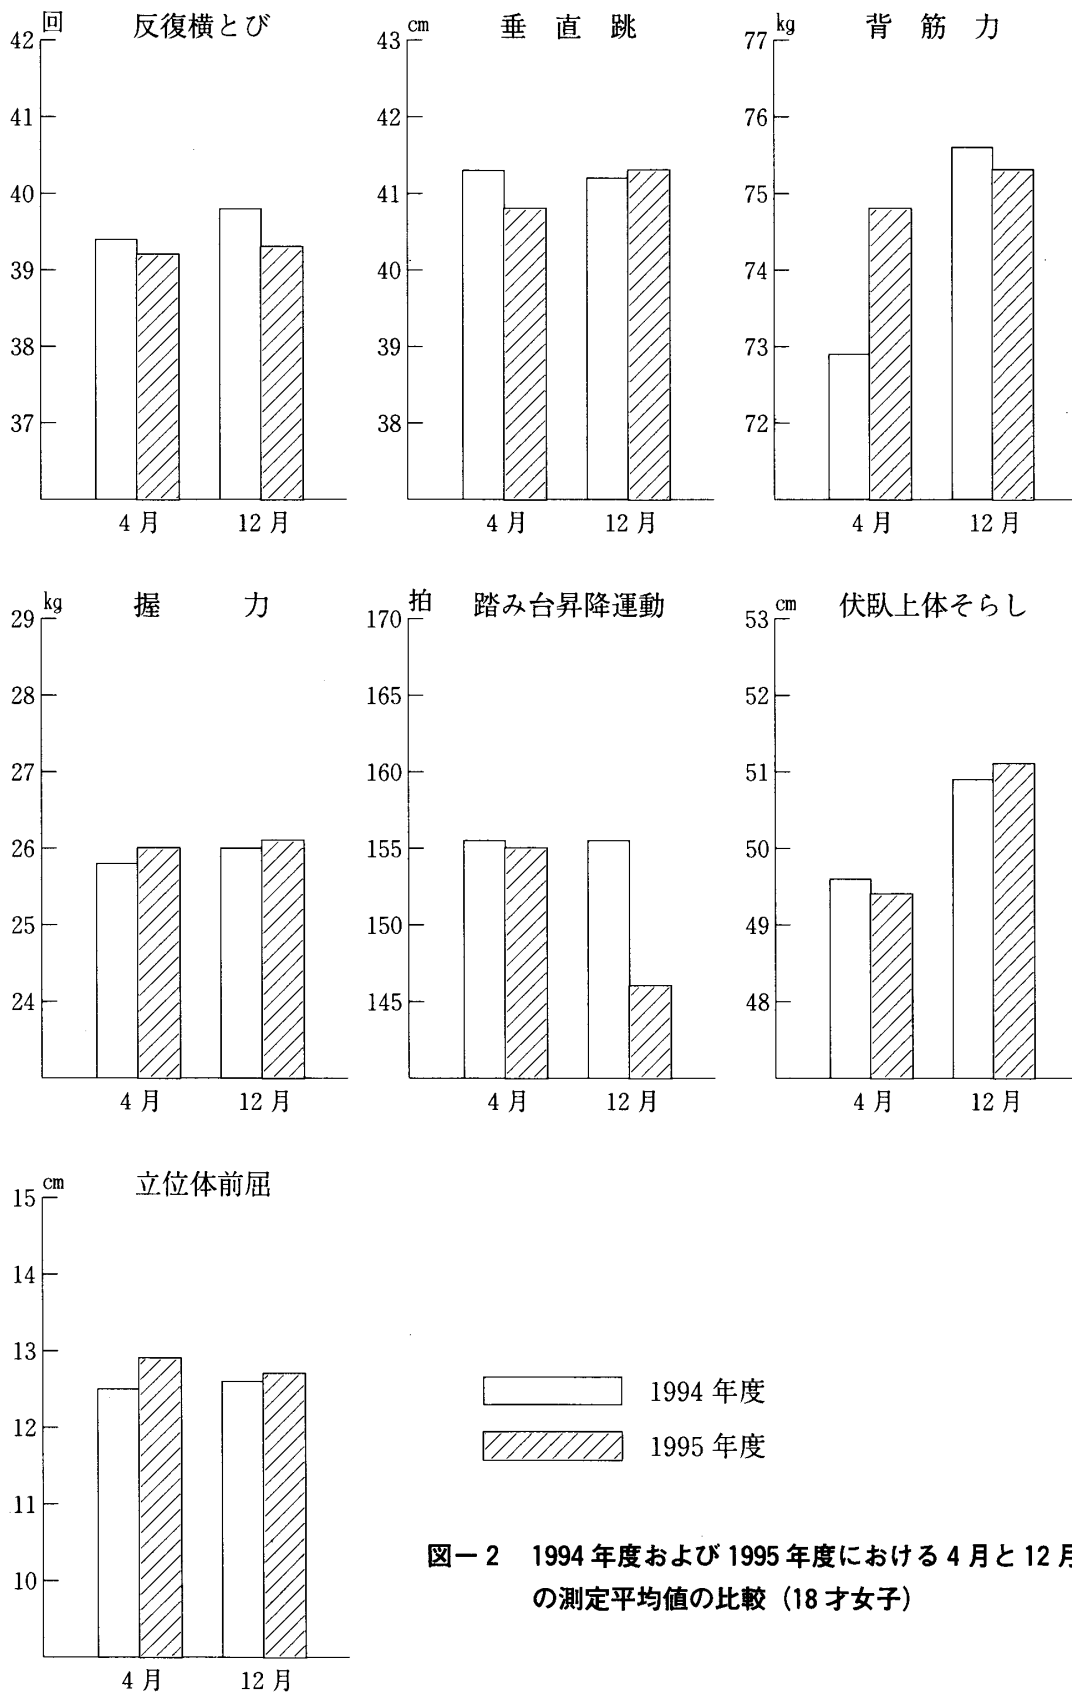 反復横とび
回
42
41
40
39
38
37
4月
12月
垂直跳
cm
43
42
41
40
39
38
4月
12月
背筋力
kg
77
76
75
74
73
72
4月
12月
握力
kg
29
28
27
26
25
24
4月
12月
踏み台昇降運動
拍
170
165
160
155
150
145
4月
12月
伏臥上体そらし
cm
53
52
51
50
49
48
4月
12月
立位体前屈
cm
15
14
13
12
11
10
4月
12月
1994年度
1995年度
図ー2 1994年度および1995年度における4月と12月
の測定平均値の比較（18才女子）